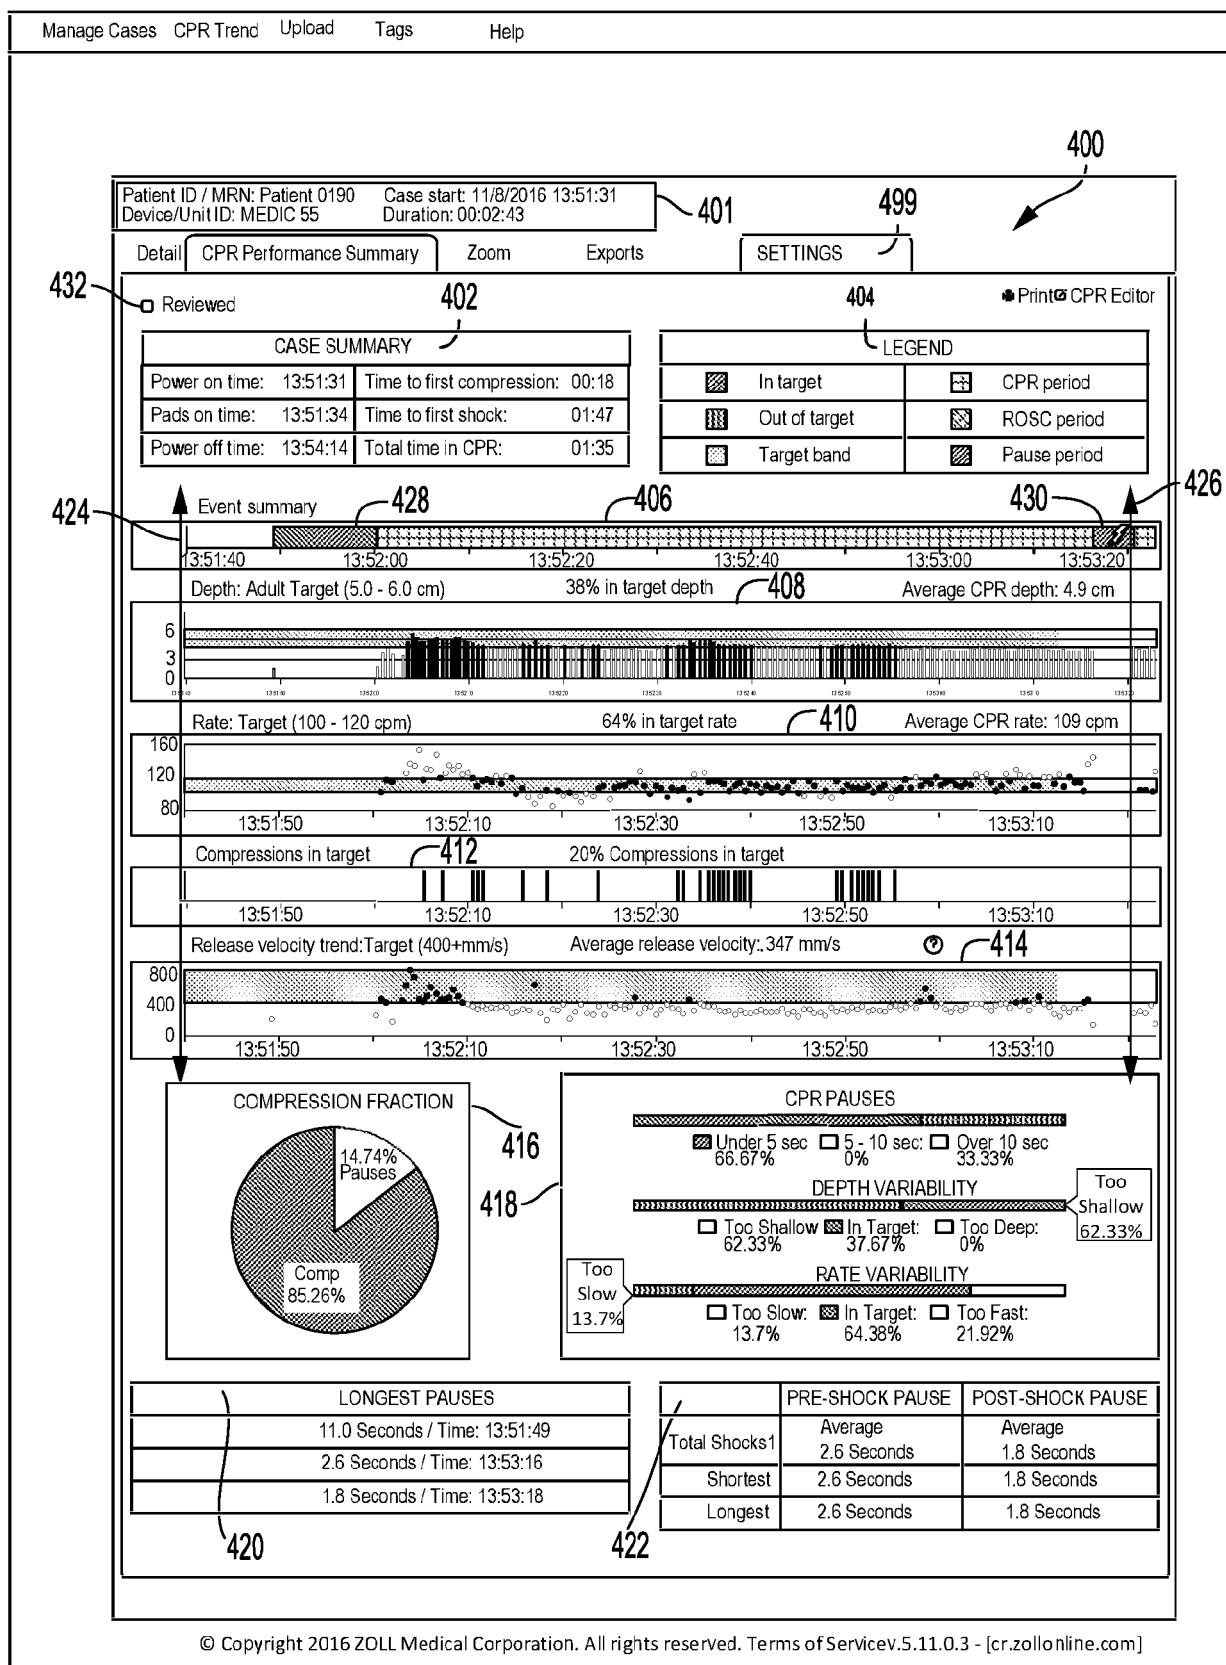 Manage Cases CPR Trend Upload Tags Help
400
Patient ID / MRN: Patient 0190 Case start: 11/8/2016 13:51:31
Device/Unit ID: MEDIC 55 Duration: 00:02:43
401
499
Detail CPR Performance Summary Zoom Exports SETTINGS
432
Reviewed
402
404
Print CPR Editor
CASE SUMMARY
Power on time: 13:51:31 Time to first compression: 00:18
Pads on time: 13:51:34 Time to first shock: 01:47
Power off time: 13:54:14 Total time in CPR: 01:35
LEGEND
In target CPR period
Out of target ROSC period
Target band Pause period
424
Event summary
428
406
430
426
13:51:40 13:52:00 13:52:20 13:52:40 13:53:00 13:53:20
Depth: Adult Target (5.0 - 6.0 cm) 38% in target depth 408 Average CPR depth: 4.9 cm
6
3
0
Rate: Target (100 - 120 cpm) 64% in target rate 410 Average CPR rate: 109 cpm
160
120
80
13:51:50 13:52:10 13:52:30 13:52:50 13:53:10
Compressions in target 412 20% Compressions in target
13:51:50 13:52:10 13:52:30 13:52:50 13:53:10
Release velocity trend:Target (400+mm/s) Average release velocity:.347 mm/s ? 414
800
400
0
13:51:50 13:52:10 13:52:30 13:52:50 13:53:10
COMPRESSION FRACTION
416
14.74%
Pauses
Comp
85.26%
418
CPR PAUSES
Under 5 sec 5 - 10 sec: Over 10 sec
66.67% 0% 33.33%
DEPTH VARIABILITY
Too
Shallow
62.33%
Too Shallow In Target: Too Deep:
62.33% 37.67% 0%
RATE VARIABILITY
Too
Slow
13.7%
Too Slow: In Target: Too Fast:
13.7% 64.38% 21.92%
LONGEST PAUSES
11.0 Seconds / Time: 13:51:49
2.6 Seconds / Time: 13:53:16
1.8 Seconds / Time: 13:53:18
420
PRE-SHOCK PAUSE POST-SHOCK PAUSE
Total Shocks1 Average 2.6 Seconds Average 1.8 Seconds
Shortest 2.6 Seconds 1.8 Seconds
Longest 2.6 Seconds 1.8 Seconds
422
© Copyright 2016 ZOLL Medical Corporation. All rights reserved. Terms of Servicev.5.11.0.3 - [cr.zollonline.com]